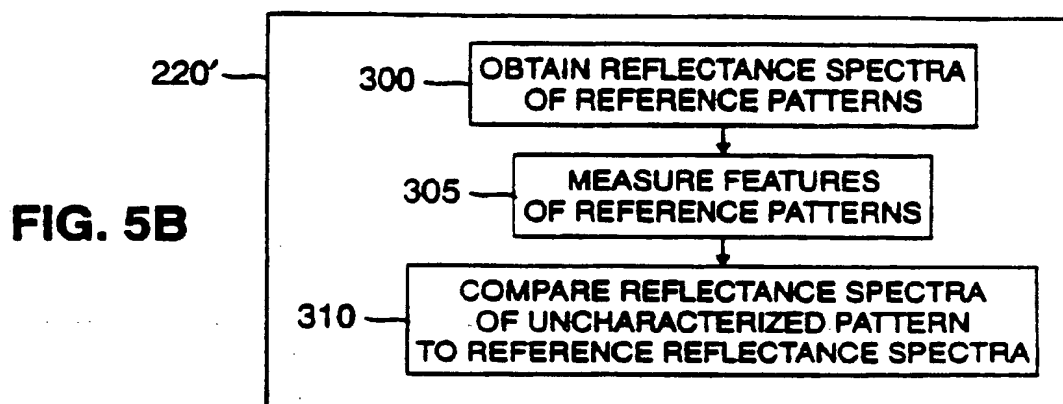 220'
300
OBTAIN REFLECTANCE SPECTRA
OF REFERENCE PATTERNS
305
MEASURE FEATURES
OF REFERENCE PATTERNS
FIG. 5B
310
COMPARE REFLECTANCE SPECTRA
OF UNCHARACTERIZED PATTERN
TO REFERENCE REFLECTANCE SPECTRA